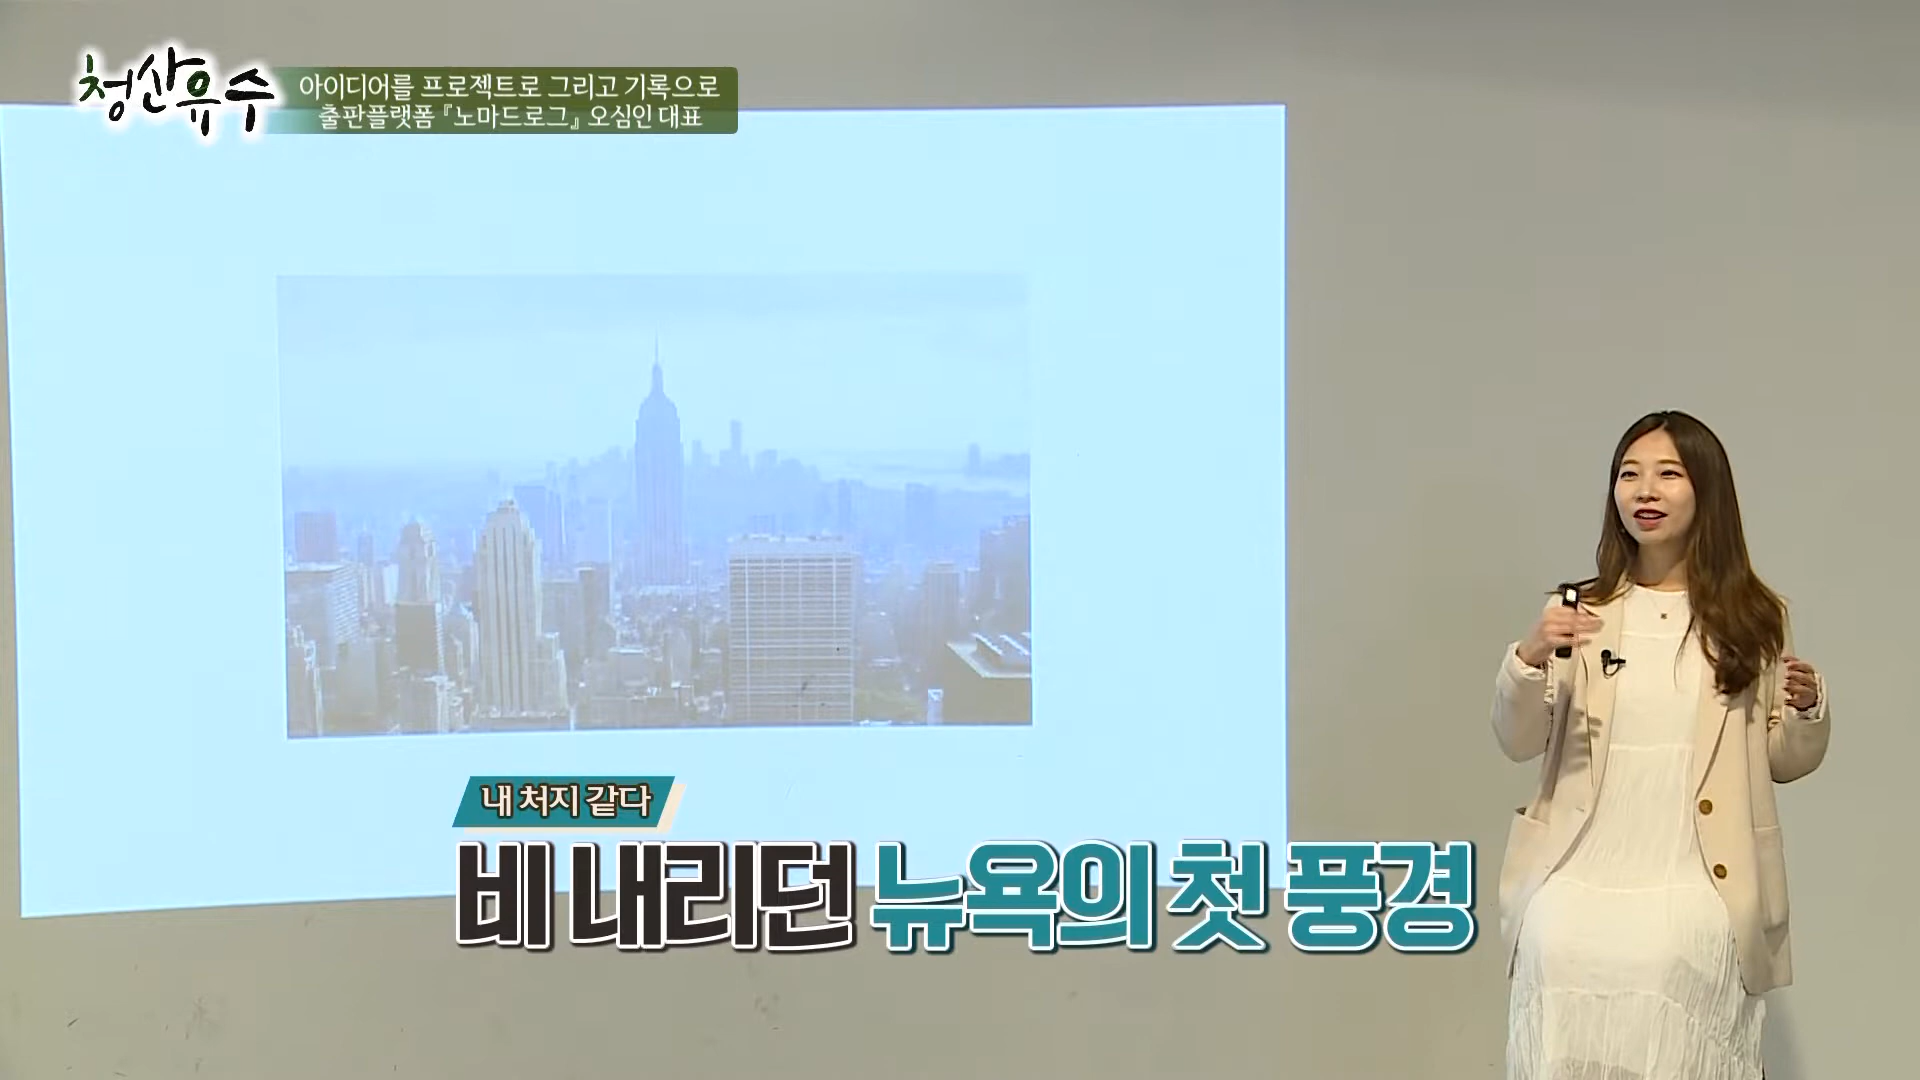 청산유수
아이디어를 프로젝트로 그리고 기록으로
출판플랫폼 『노마드로그』 오심인 대표
내 처지 같다
비 내리던 뉴욕의 첫 풍경